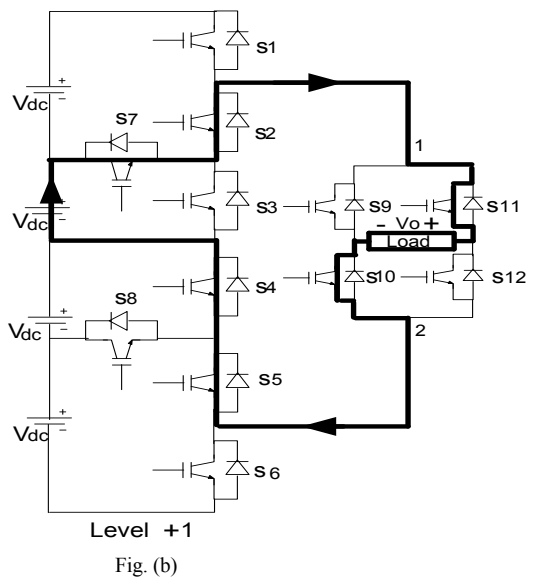 S1
+
Vdc
-
S7
S2
1
+
Vdc
-
S3
S9
S11
- Vo +
Load
S4
S10
S12
+
Vdc
-
S8
2
S5
+
Vdc
-
S6
Level +1
Fig. (b)